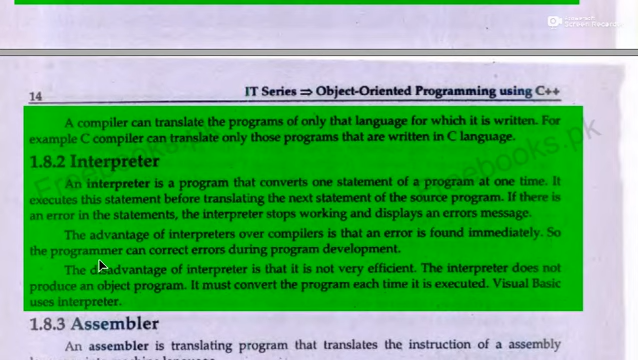 Screen Recorder
14 IT Series ⇒ Object-Oriented Programming using C++
A compiler can translate the programs of only that language for which it is written. For
example C compiler can translate only those programs that are written in C language.
1.8.2 Interpreter
An interpreter is a program that converts one statement of a program at one time. It
executes this statement before translating the next statement of the source program. If there is
an error in the statements, the interpreter stops working and displays an errors message.
The advantage of interpreters over compilers is that an error is found immediately. So
the programmer can correct errors during program development.
The disadvantage of interpreter is that it is not very efficient. The interpreter does not
produce an object program. It must convert the program each time it is executed. Visual Basic
uses interpreter.
1.8.3 Assembler
An assembler is translating program that translates the instruction of a assembly